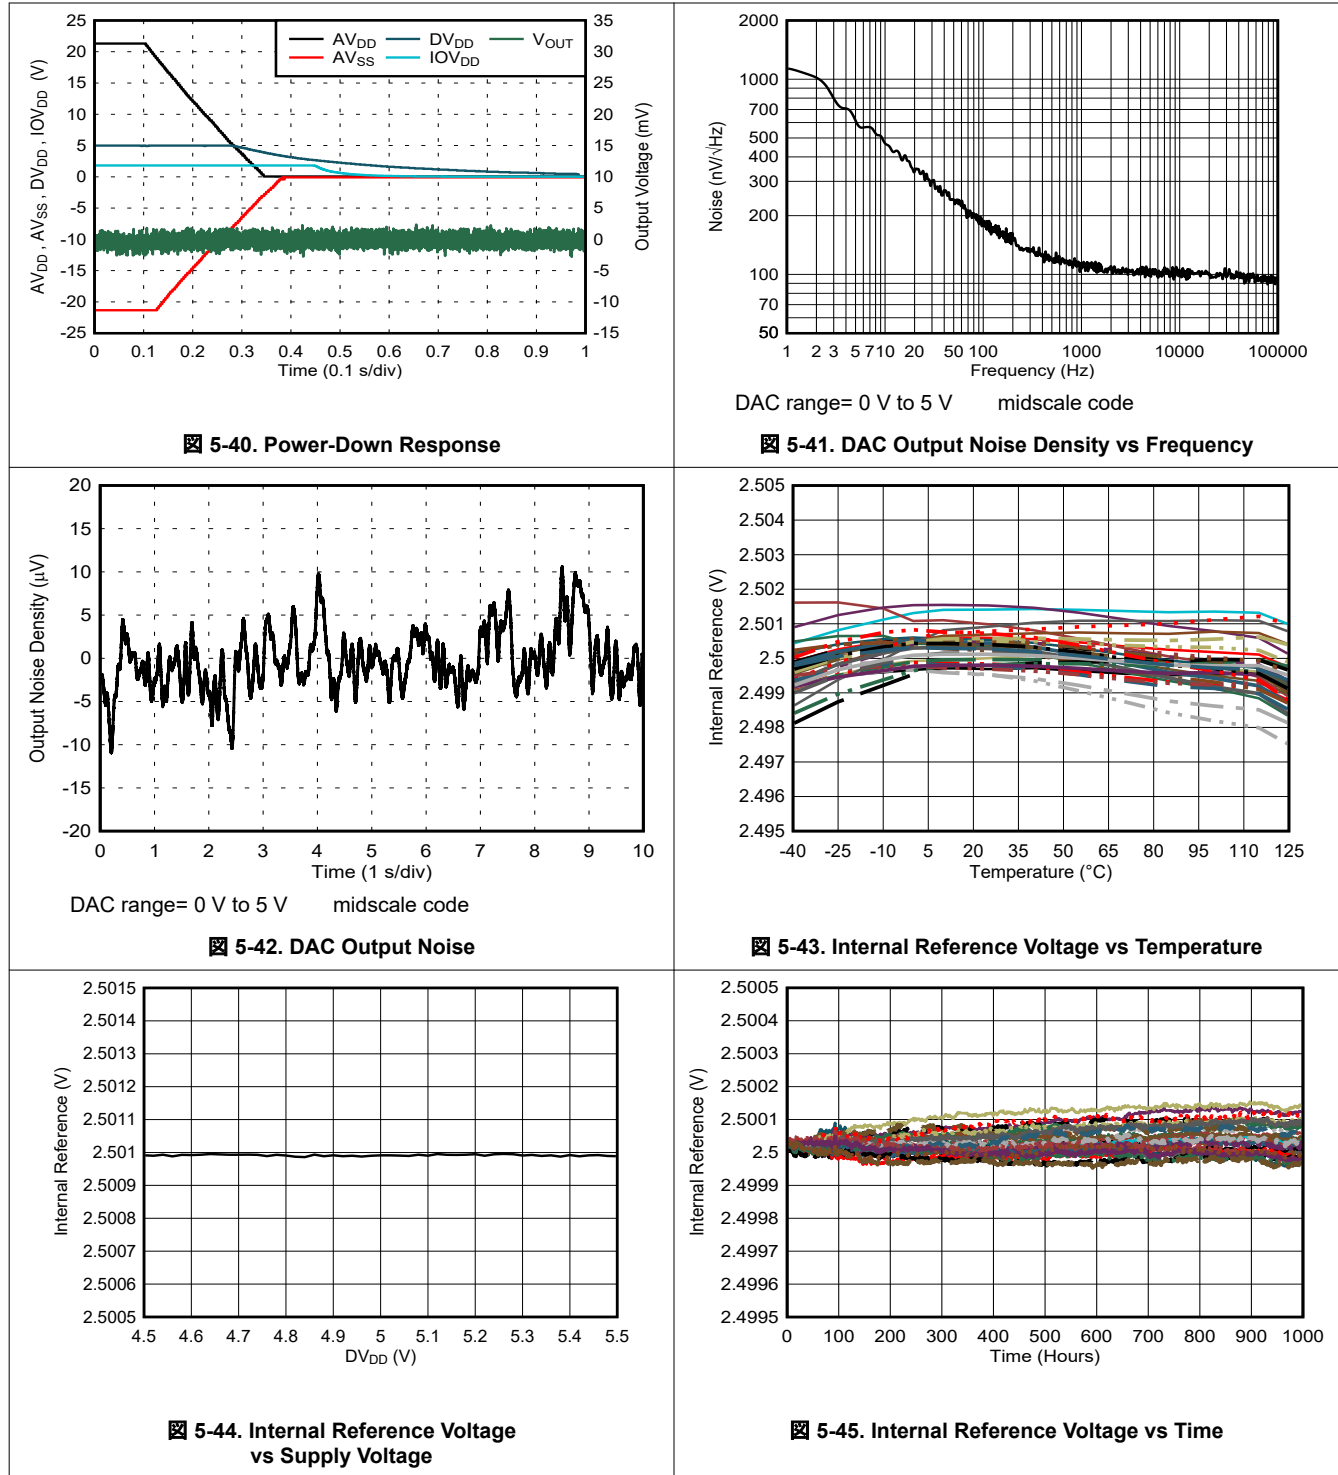 25
20
15
10
5
0
-5
-10
-15
-20
-25
35
30
25
20
15
10
5
0
-5
-10
-15
AVDD DVDD VOUT
AVSS IOVDD
AVDD , AVSS , DVDD , IOVDD (V)
Output Voltage (mV)
0 0.1 0.2 0.3 0.4 0.5 0.6 0.7 0.8 0.9 1
Time (0.1 s/div)
図 5-40. Power-Down Response
2000
1000
700
500
400
300
200
100
70
50
Noise (nV/√Hz)
1 2 3 5 7 10 20 50 100 1000 10000 100000
Frequency (Hz)
DAC range= 0 V to 5 V midscale code
図 5-41. DAC Output Noise Density vs Frequency
20
15
10
5
0
-5
-10
-15
-20
Output Noise Density (µV)
0 1 2 3 4 5 6 7 8 9 10
Time (1 s/div)
DAC range= 0 V to 5 V midscale code
図 5-42. DAC Output Noise
2.505
2.504
2.503
2.502
2.501
2.5
2.499
2.498
2.497
2.496
2.495
Internal Reference (V)
-40 -25 -10 5 20 35 50 65 80 95 110 125
Temperature (°C)
図 5-43. Internal Reference Voltage vs Temperature
2.5015
2.5014
2.5013
2.5012
2.5011
2.501
2.5009
2.5008
2.5007
2.5006
2.5005
Internal Reference (V)
4.5 4.6 4.7 4.8 4.9 5 5.1 5.2 5.3 5.4 5.5
DVDD (V)
図 5-44. Internal Reference Voltage
vs Supply Voltage
2.5005
2.5004
2.5003
2.5002
2.5001
2.5
2.4999
2.4998
2.4997
2.4996
2.4995
Internal Reference (V)
0 100 200 300 400 500 600 700 800 900 1000
Time (Hours)
図 5-45. Internal Reference Voltage vs Time